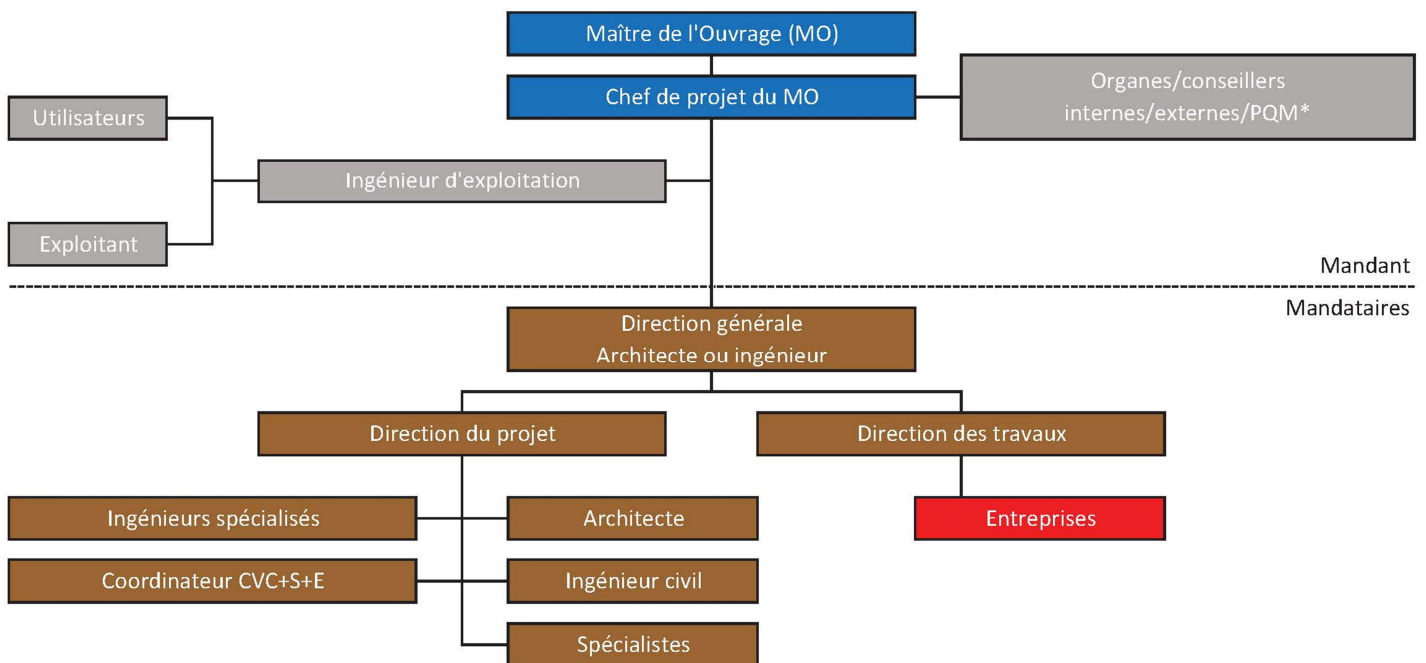 Maître de l'Ouvrage (MO)
Chef de projet du MO
Organes/conseillers
internes/externes/PQM*
Utilisateurs
Ingénieur d'exploitation
Exploitant
Mandant
Mandataires
Direction générale
Architecte ou ingénieur
Direction du projet
Direction des travaux
Ingénieurs spécialisés
Architecte
Entreprises
Coordinateur CVC+S+E
Ingénieur civil
Spécialistes